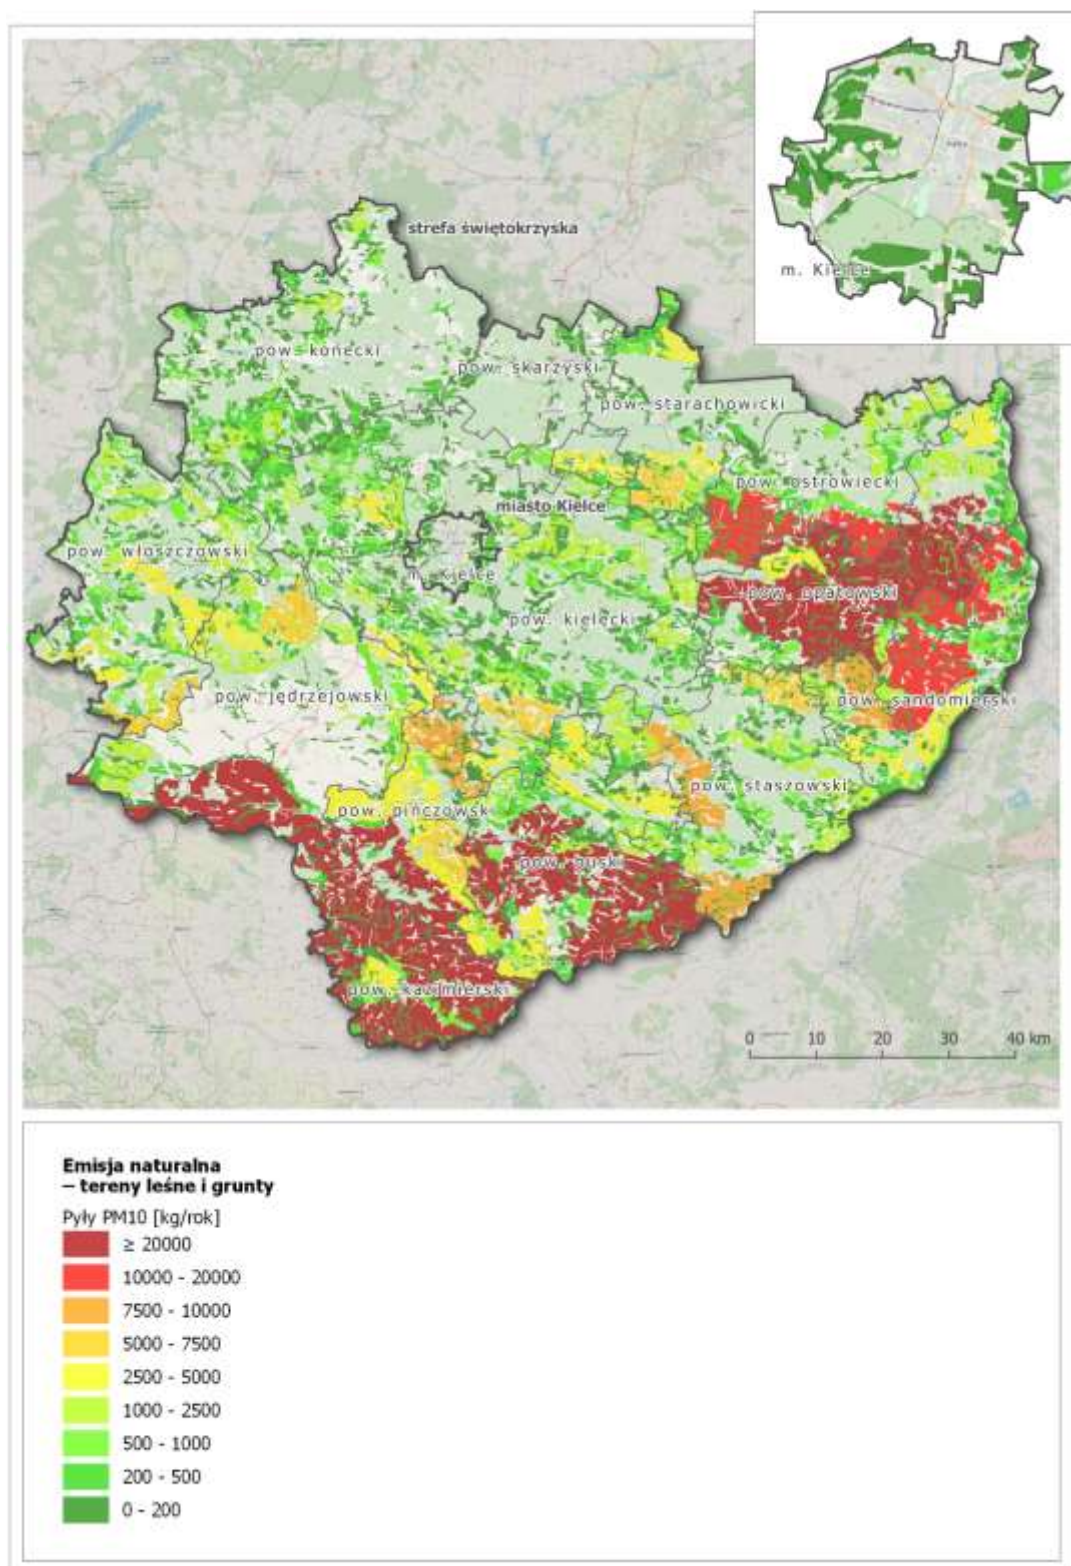 strefa świętokrzyska
m. Kielce
pow. konecki
pow. skarżyski
pow. starachowicki
pow. ostrowiecki
miasto Kielce
pow. włoszczowski
m. Kielce
pow. opatowski
pow. kielecki
pow. jędrzejowski
pow. sandomierski
pow. staszowski
pow. pińczowski
pow. buski
pow. kazimierski
0 10 20 30 40 km
Emisja naturalna
– tereny leśne i grunty
Pyły PM10 [kg/rok]
≥ 20000
10000 - 20000
7500 - 10000
5000 - 7500
2500 - 5000
1000 - 2500
500 - 1000
200 - 500
0 - 200